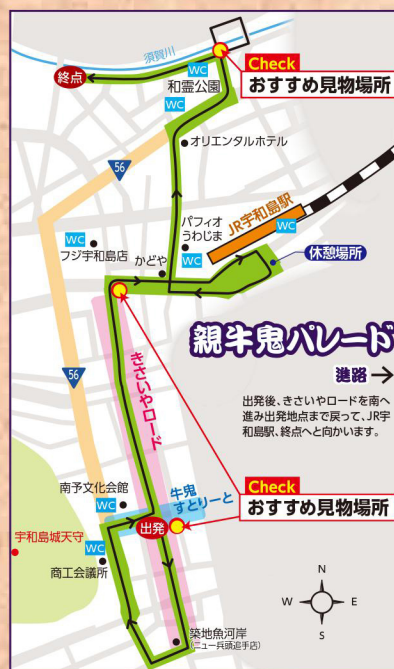 須賀川
Check
おすすめ見物場所
終点
WC
和霊公園
WC
オリエンタルホテル
56
JR宇和島駅
パフィオ
うわじま
WC
WC
WC
フジ宇和島店
かどや
休憩場所
親牛鬼パレード
進路→
出発後、きさいやロードを南へ
進み出発地点まで戻って、JR宇
和島駅、終点へと向かいます。
きさいやロード
56
南予文化会館
WC
牛鬼
すとりーと
Check
おすすめ見物場所
出発
宇和島城天守
WC
商工会議所
築地魚河岸
(ニュー兵頭追手店)
N
W
E
S